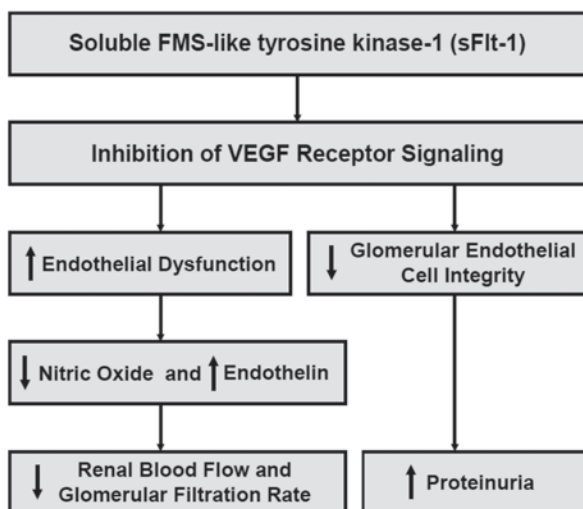 Soluble FMS-like tyrosine kinase-1 (sFlt-1)
Inhibition of VEGF Receptor Signaling
↑ Endothelial Dysfunction
↓ Glomerular Endothelial
Cell Integrity
↓ Nitric Oxide and ↑ Endothelin
↓ Renal Blood Flow and
Glomerular Filtration Rate
↑ Proteinuria